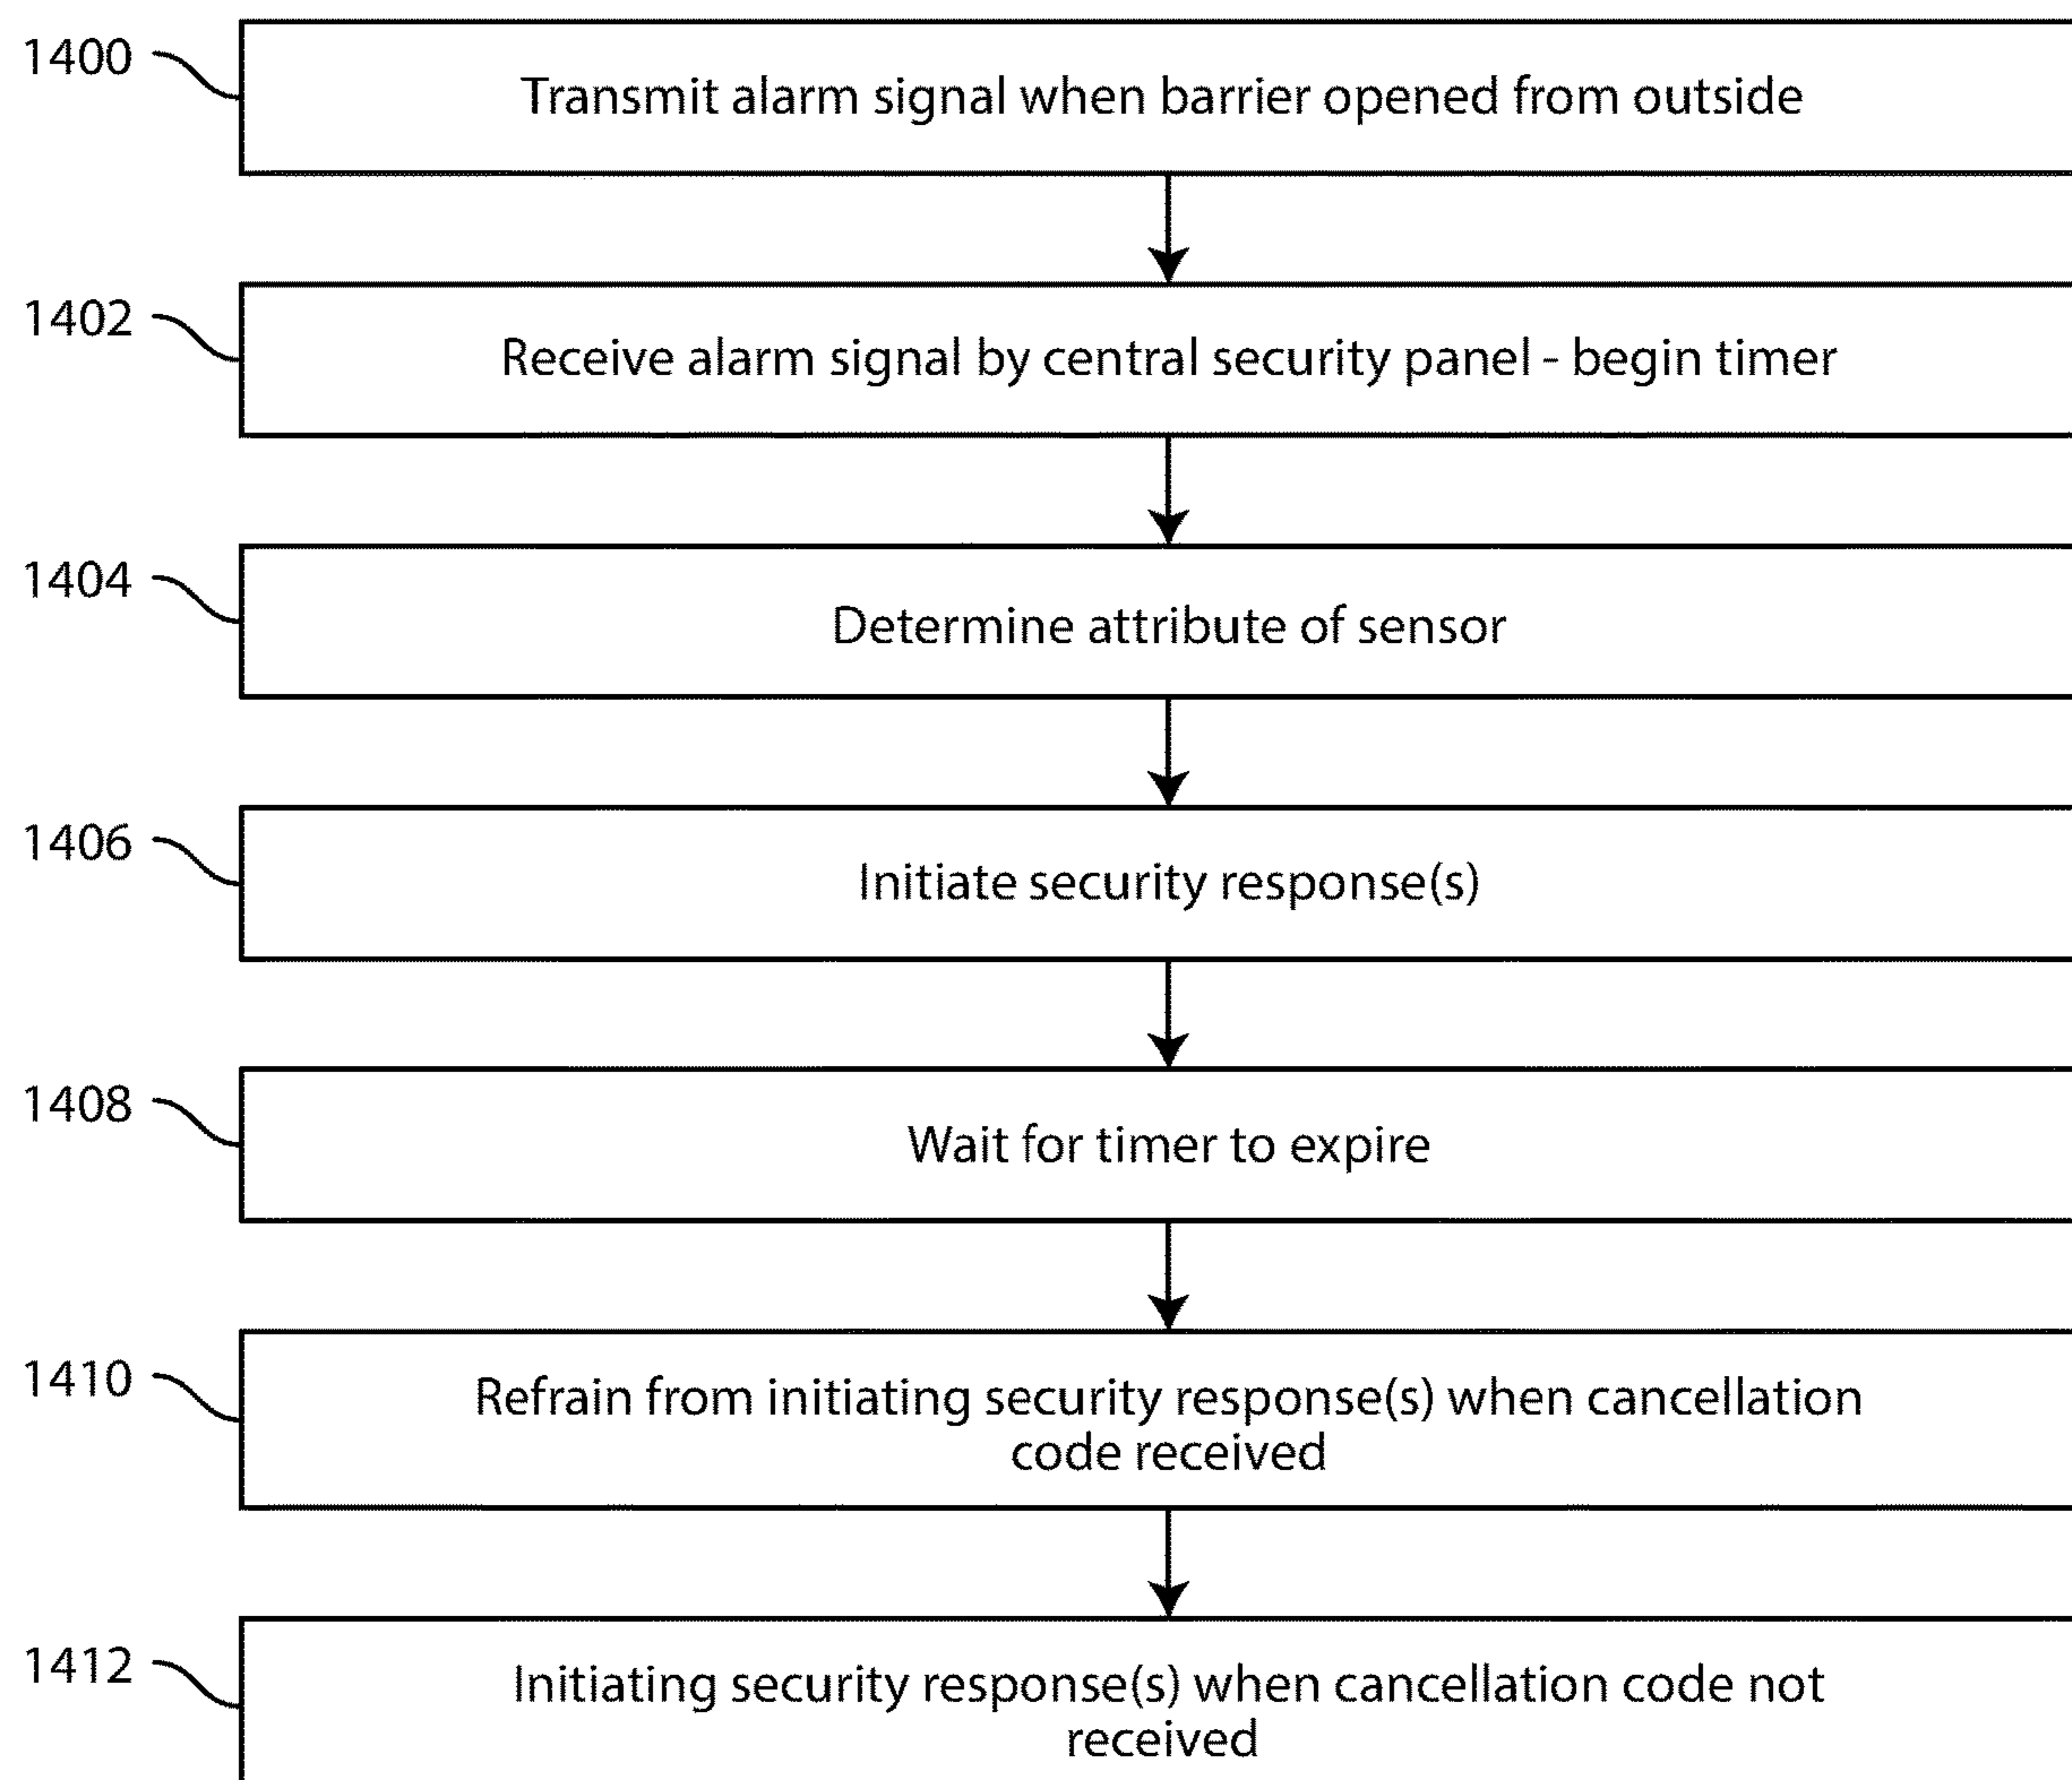 1400
Transmit alarm signal when barrier opened from outside
1402
Receive alarm signal by central security panel - begin timer
1404
Determine attribute of sensor
1406
Initiate security response(s)
1408
Wait for timer to expire
1410
Refrain from initiating security response(s) when cancellation
code received
1412
Initiating security response(s) when cancellation code not
received